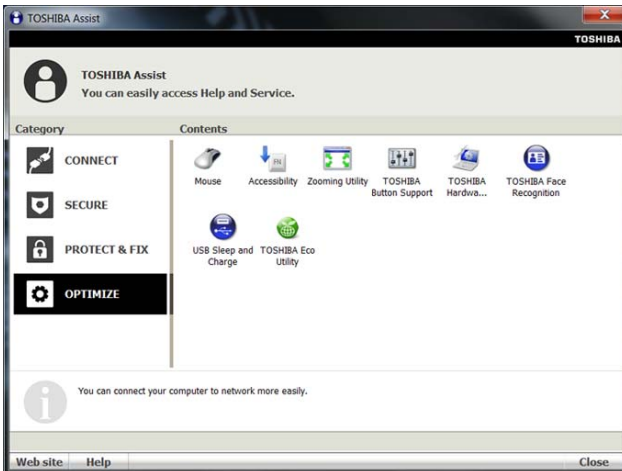 TOSHIBA Assist
TOSHIBA
TOSHIBA Assist
You can easily access Help and Service.
Category
Contents
CONNECT
SECURE
PROTECT & FIX
OPTIMIZE
Mouse
Accessibility
Zooming Utility
TOSHIBA
Button Support
TOSHIBA
Hardwa...
TOSHIBA Face
Recognition
USB Sleep and
Charge
TOSHIBA Eco
Utility
You can connect your computer to network more easily.
Web site
Help
Close